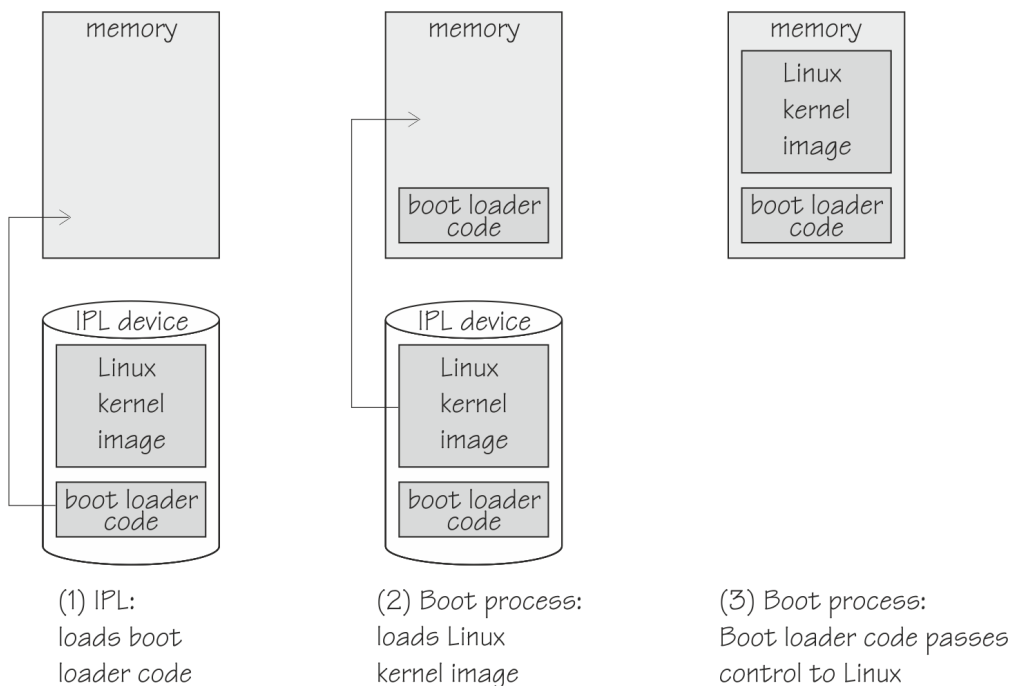 memory
IPL device
Linux
kernel
image
boot loader
code
(1) IPL:
loads boot
loader code
memory
boot loader
code
IPL device
Linux
kernel
image
boot loader
code
(2) Boot process:
loads Linux
kernel image
memory
Linux
kernel
image
boot loader
code
(3) Boot process:
Boot loader code passes
control to Linux